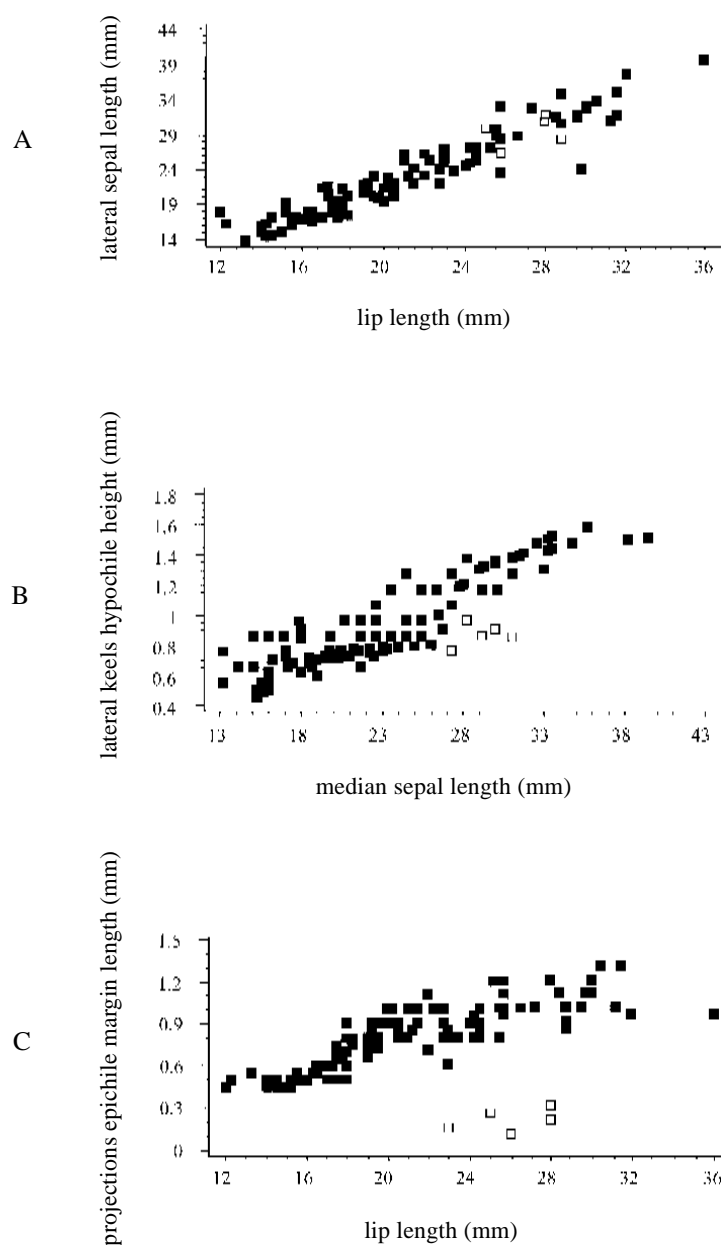 A
lateral sepal length (mm)
44
39
34
29
24
19
14
12 16 20 24 28 32 36
lip length (mm)
B
lateral keels hypochile height (mm)
1.8
1.6
1.4
1.2
1
0.8
0.6
0.4
13 18 23 28 33 38 43
median sepal length (mm)
C
projections epichile margin length (mm)
1.5
1.2
0.9
0.6
0.3
0
12 16 20 24 28 32 36
lip length (mm)